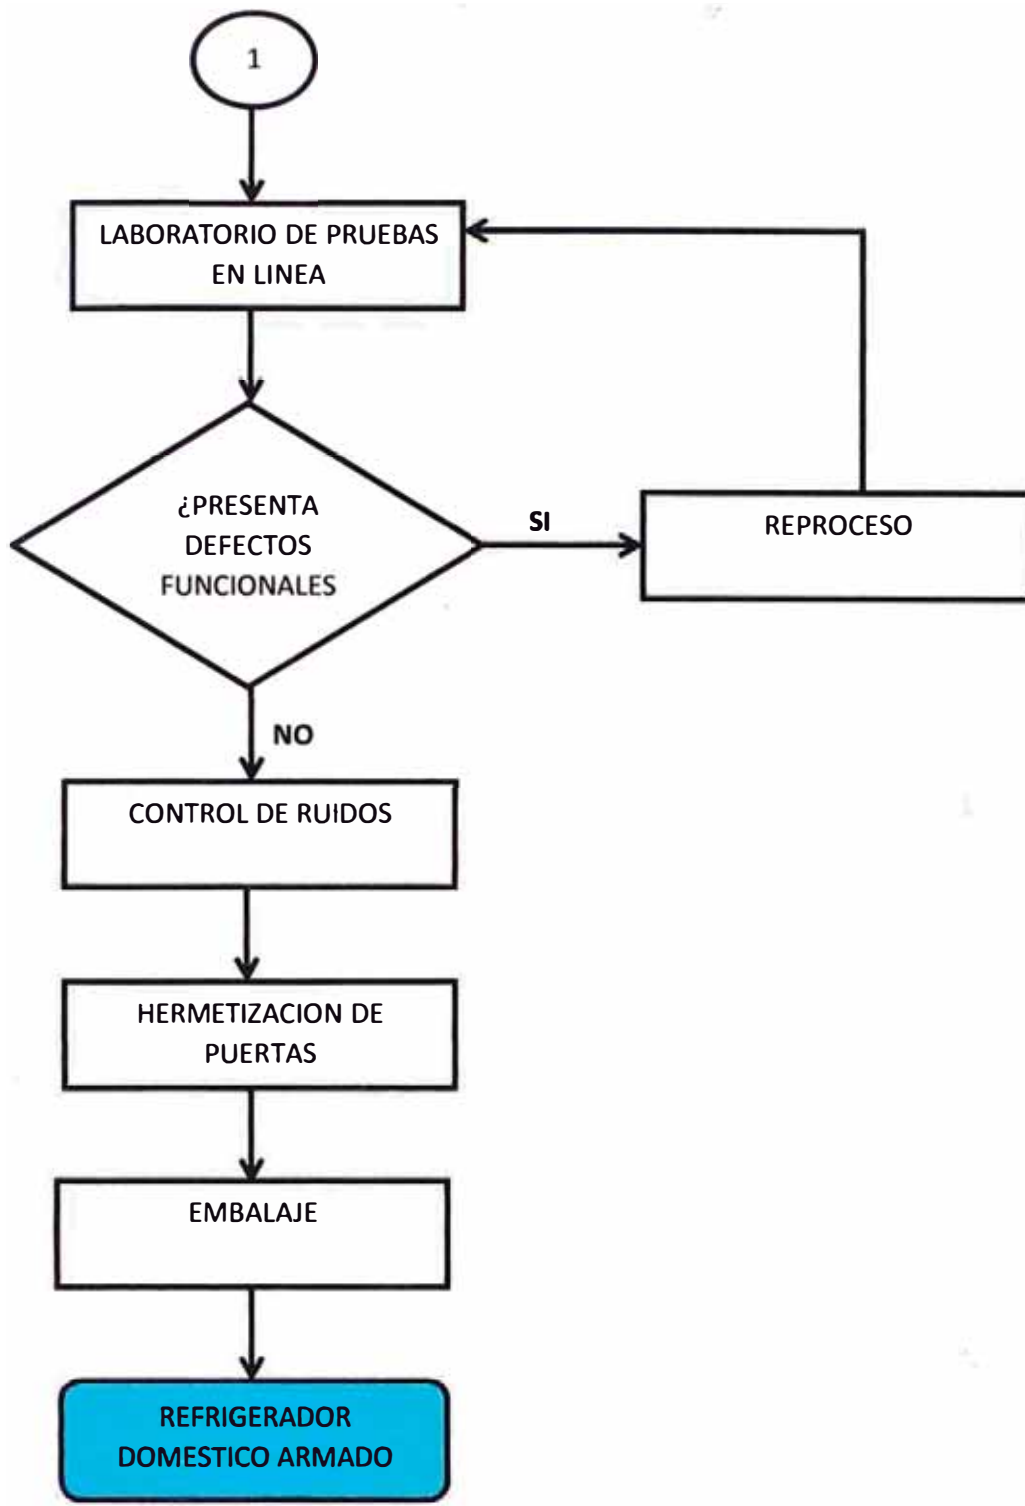 1
LABORATORIO DE PRUEBAS
EN LINEA
¿PRESENTA
DEFECTOS
FUNCIONALES
SI
REPROCESO
NO
CONTROL DE RUIDOS
HERMETIZACION DE
PUERTAS
EMBALAJE
REFRIGERADOR
DOMESTICO ARMADO